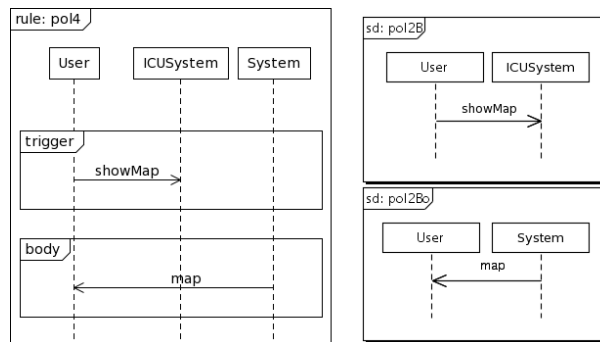 rule: pol4
User ICUSystem System
trigger
showMap
body
map
sd: pol2B
User ICUSystem
showMap
sd: pol2Bo
User System
map